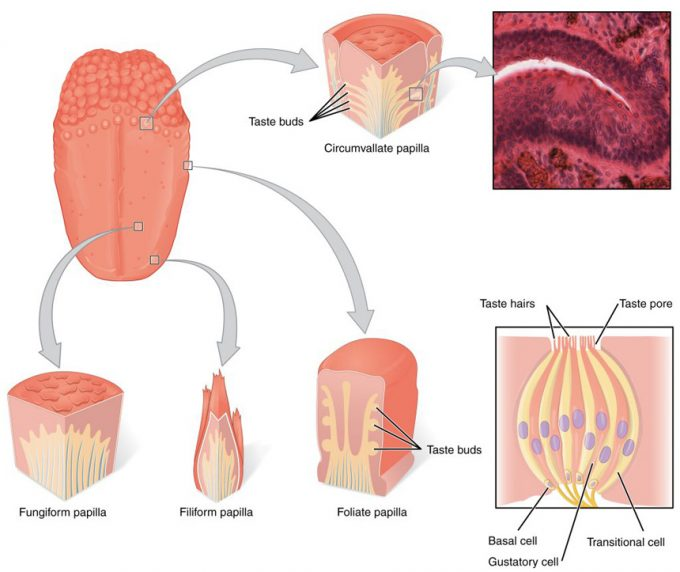 Taste buds
Circumvallate papilla
Taste hairs
Taste pore
Taste buds
Fungiform papilla
Filiform papilla
Foliate papilla
Basal cell
Transitional cell
Gustatory cell